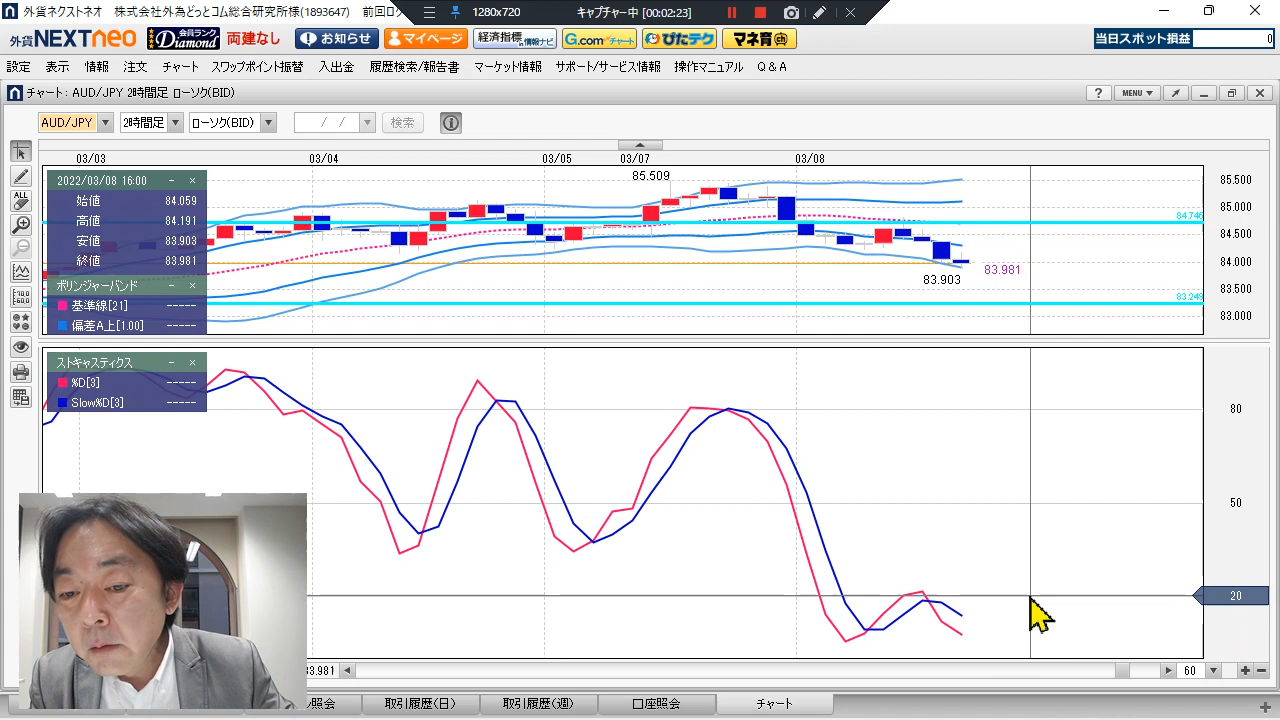 外貨ネクストネオ 株式会社外為どっとコム総合研究所様(1893647) 前回ロ
1280x720 キャプチャー中 [00:02:23]
外貨NEXTneo 会員ランク Diamond 両建なし お知らせ マイページ 経済指標の情報ナビ G.comチャート ぴたテク マネ育 当日スポット損益 0
設定 表示 情報 注文 チャート スワップポイント振替 入出金 履歴検索/報告書 マーケット情報 サポート/サービス情報 操作マニュアル Q&A
チャート : AUD/JPY 2時間足 ローソク(BID) ? MENU
AUD/JPY 2時間足 ローソク(BID) / / 検索
ALL
03/03 03/04 03/05 03/07 03/08
2022/03/08 16:00
始値 84.059
高値 84.191
安値 83.903
終値 83.981
ボリンジャーバンド
基準線[21] -----
偏差A上[1.00] -----
85.509
84.746
83.981
83.903
83.249
85.500
85.000
84.500
84.000
83.500
83.000
ストキャスティクス
%D[3] -----
Slow%D[3] -----
80
50
20
83.981 60
照会 取引履歴(日) 取引履歴(週) 口座照会 チャート